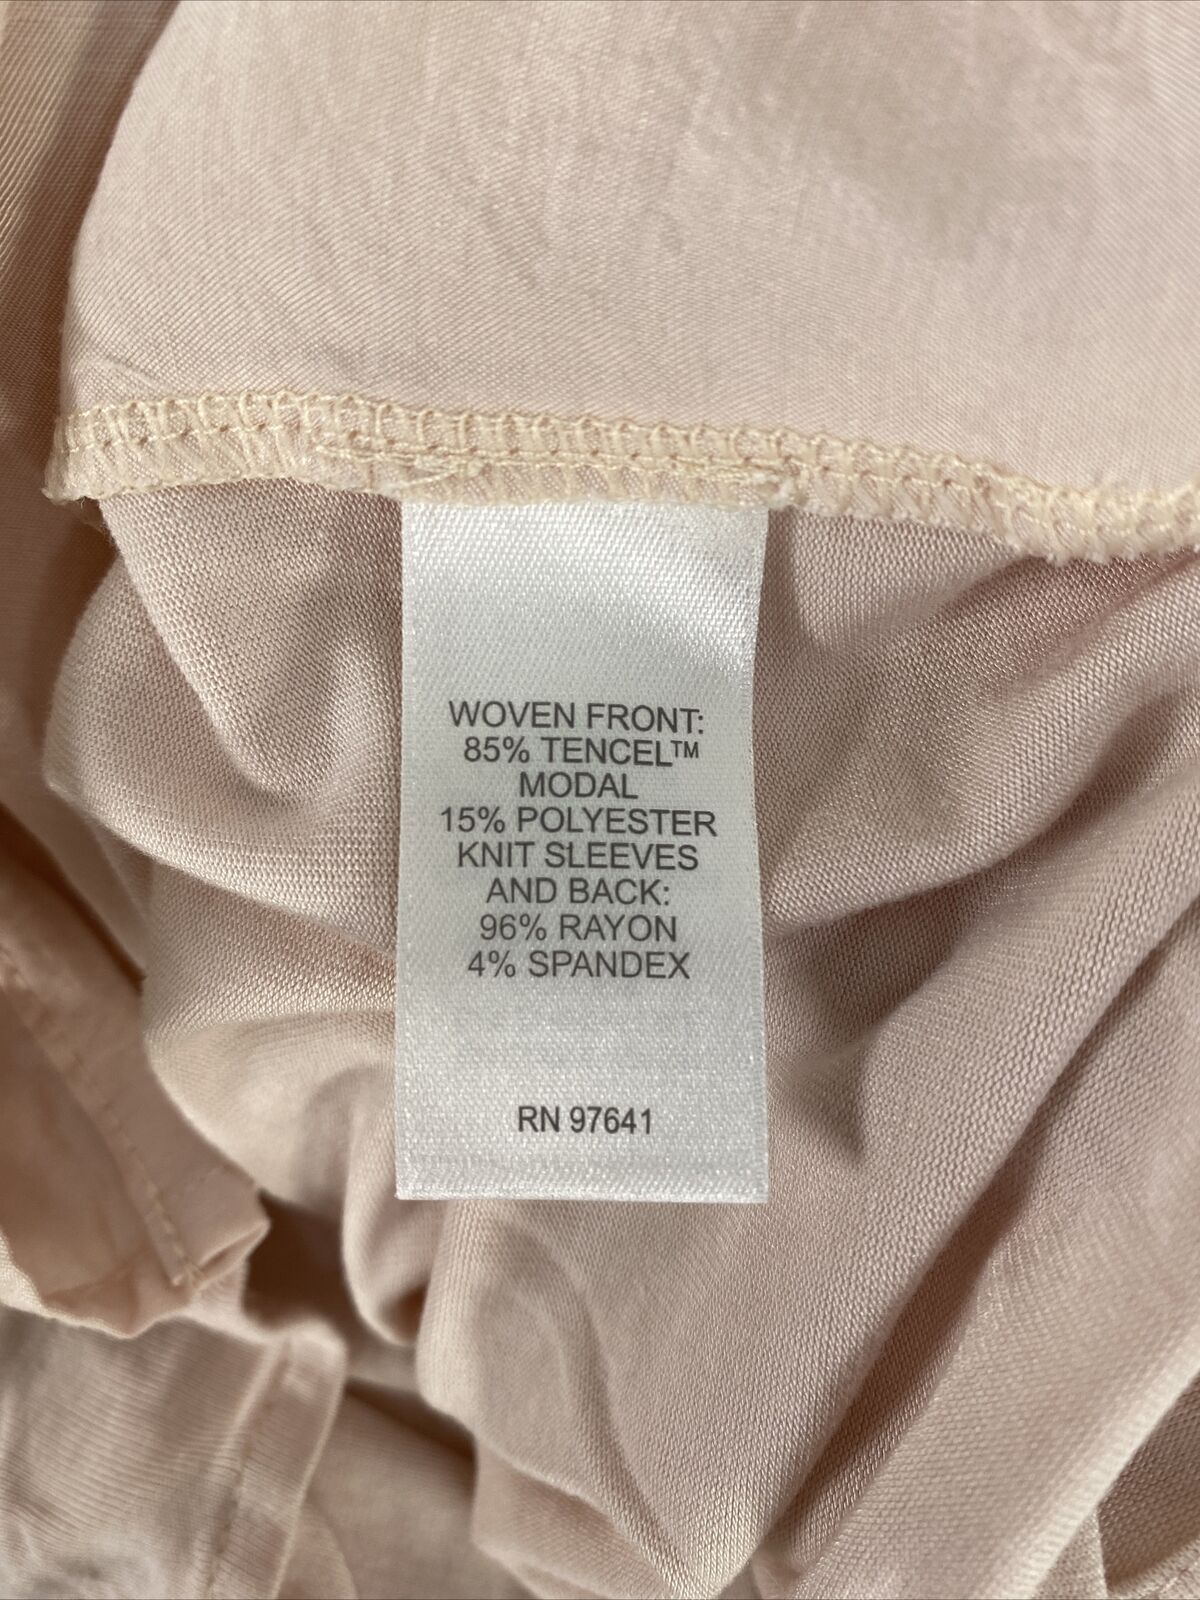 WOVEN FRONT:
85% TENCEL™
MODAL
15% POLYESTER
KNIT SLEEVES
AND BACK:
96% RAYON
4% SPANDEX
RN 97641